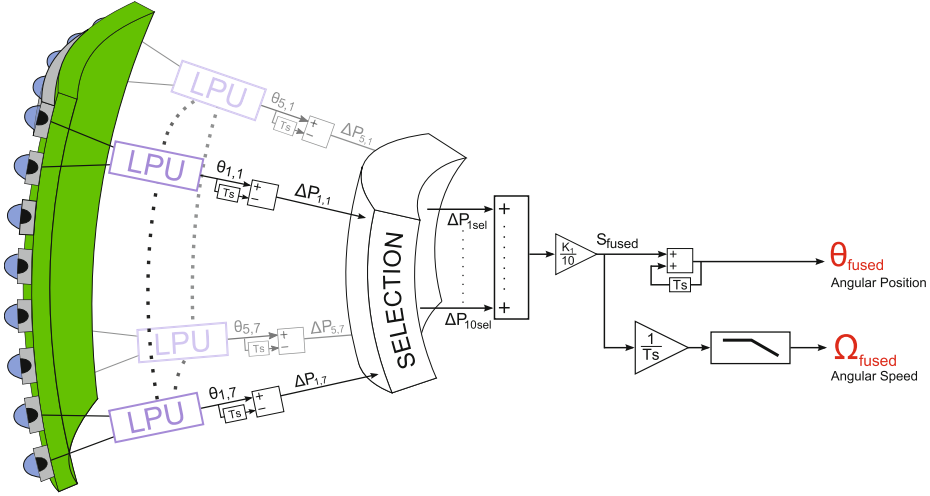 LPU
θ5,1
Ts
+
−
ΔP5,1
LPU
θ1,1
Ts
+
−
ΔP1,1
LPU
θ5,7
Ts
+
−
ΔP5,7
LPU
θ1,7
Ts
+
−
ΔP1,7
SELECTION
ΔP1sel
ΔP10sel
+
+
K1
10
Sfused
+
+
Ts
θfused
Angular Position
1
Ts
Ωfused
Angular Speed